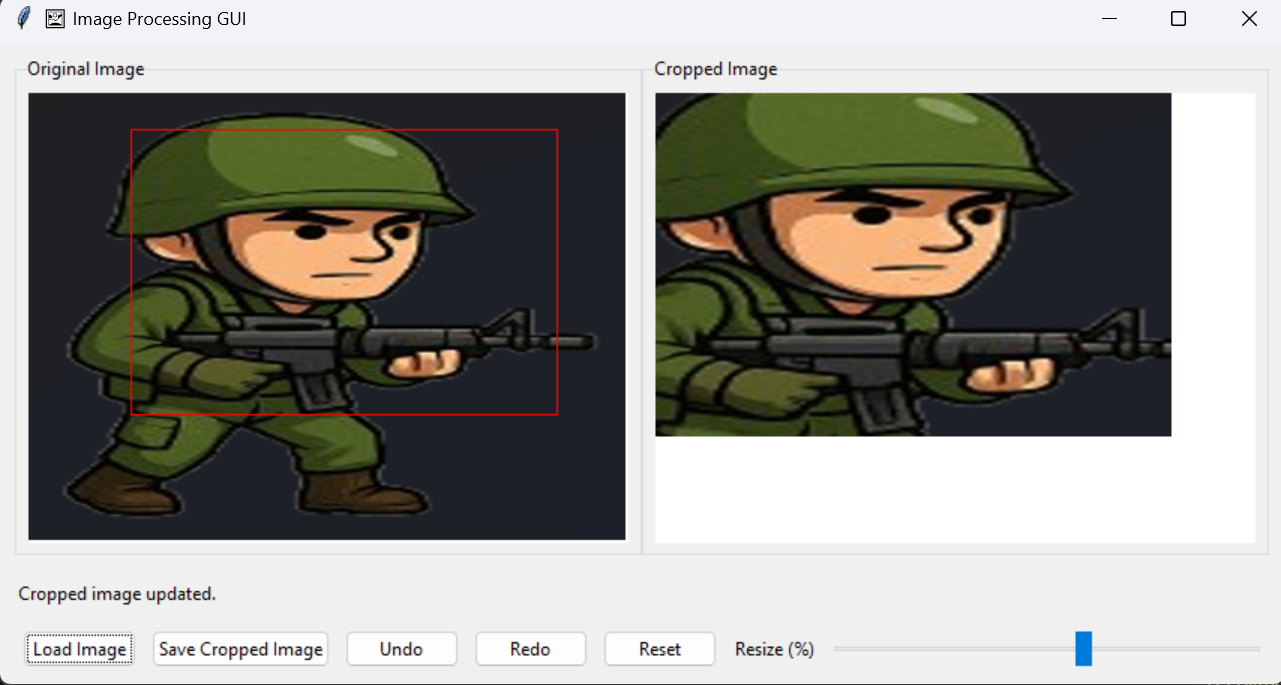 Image Processing GUI
Original Image
Cropped Image
Cropped image updated.
Load Image
Save Cropped Image
Undo
Redo
Reset
Resize (%)